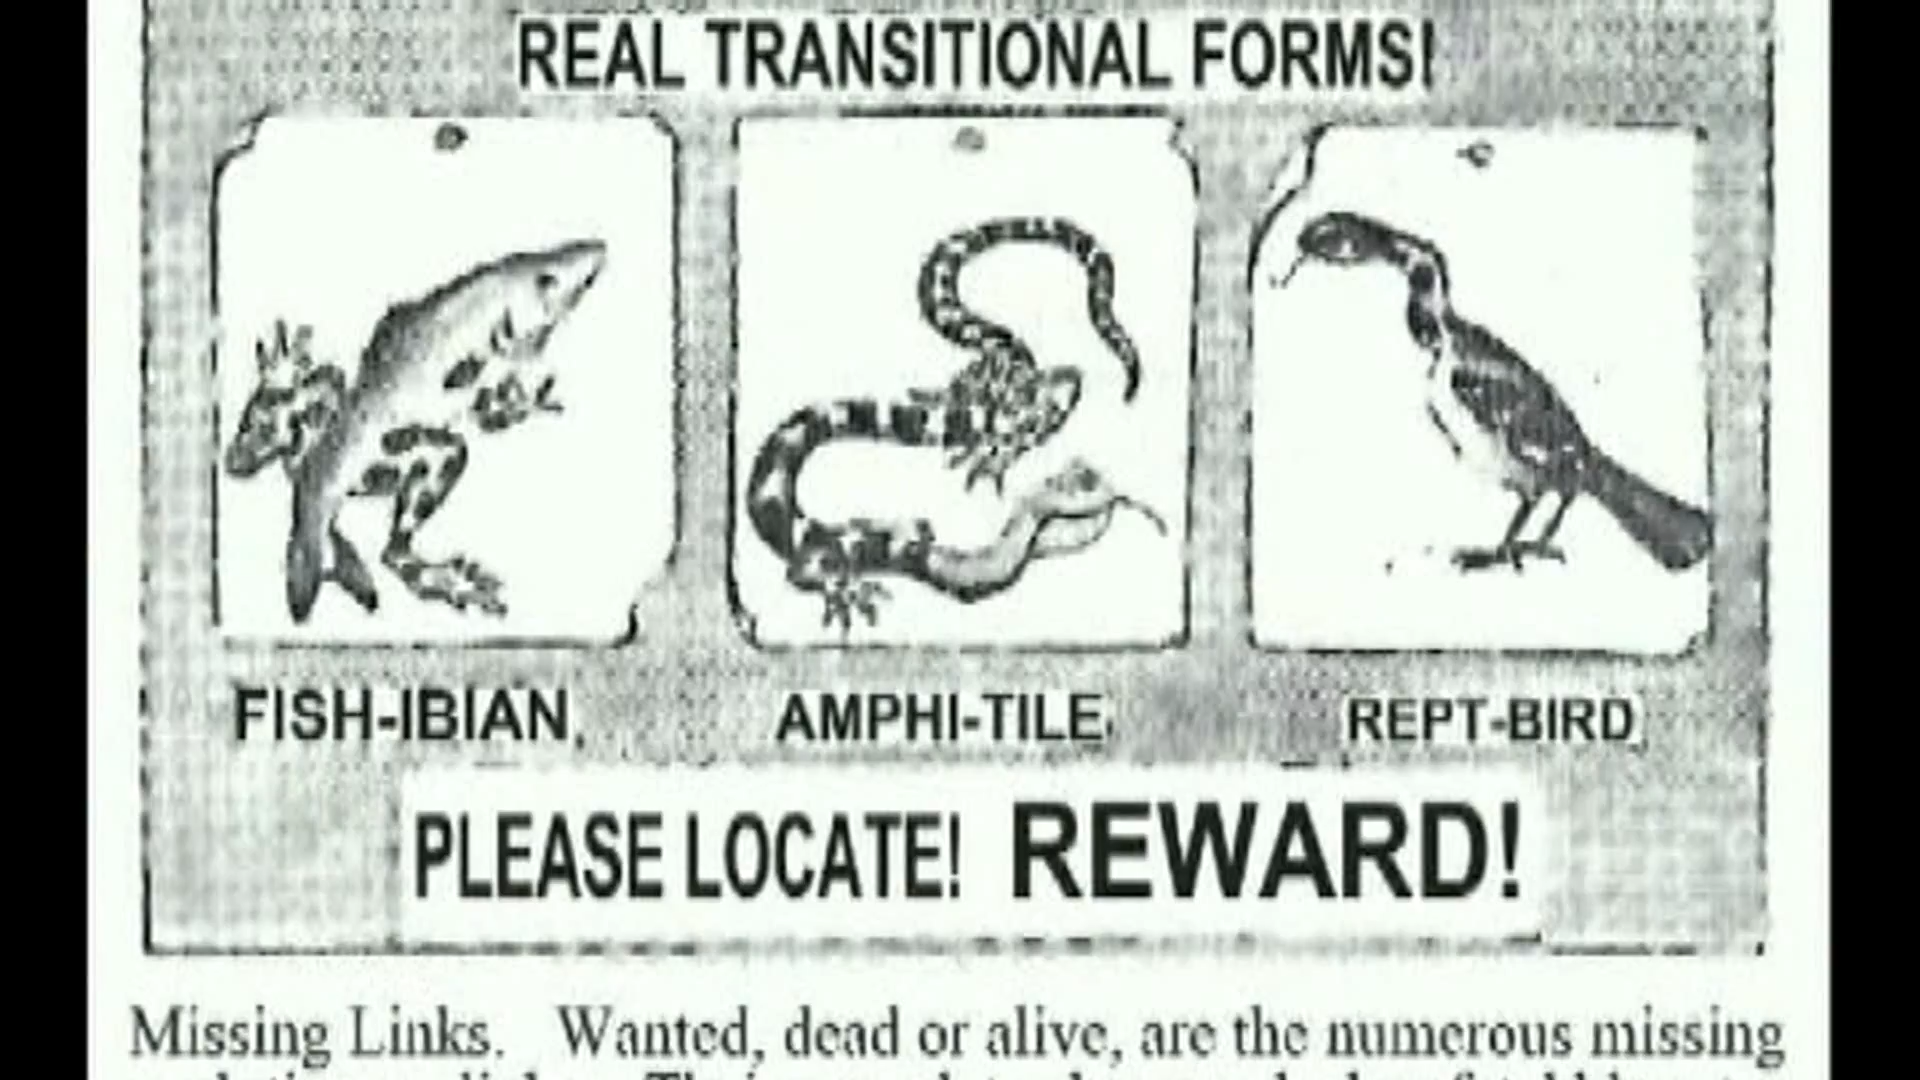 REAL TRANSITIONAL FORMS!
FISH-IBIAN
AMPHI-TILE
REPT-BIRD
PLEASE LOCATE! REWARD!
Missing Links. Wanted, dead or alive, are the numerous missing